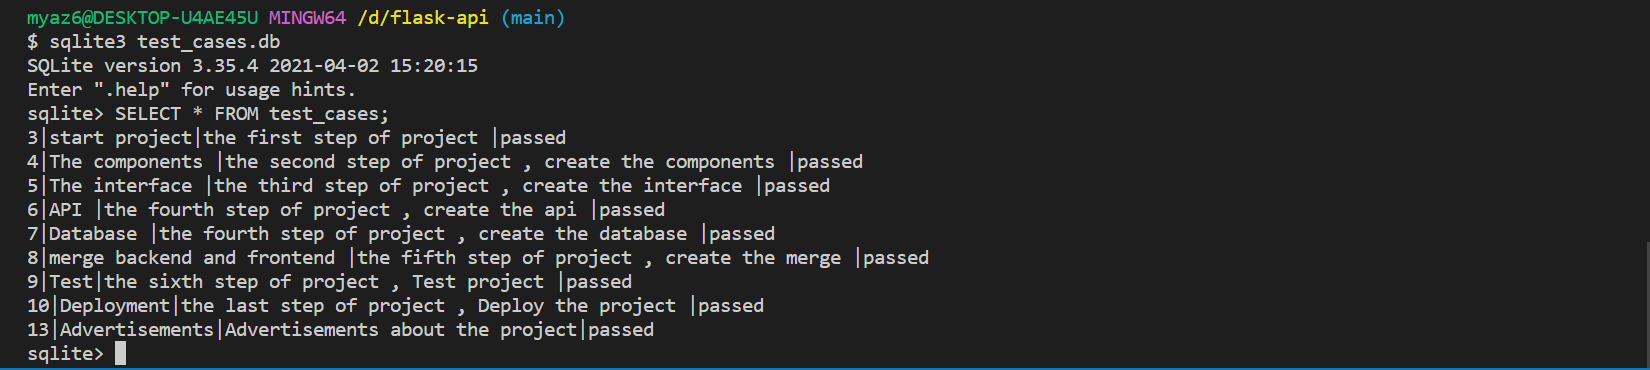 myaz6@DESKTOP-U4AE45U MINGW64 /d/flask-api (main)
$ sqlite3 test_cases.db
SQLite version 3.35.4 2021-04-02 15:20:15
Enter ".help" for usage hints.
sqlite> SELECT * FROM test_cases;
3|start project|the first step of project |passed
4|The components |the second step of project , create the components |passed
5|The interface |the third step of project , create the interface |passed
6|API |the fourth step of project , create the api |passed
7|Database |the fourth step of project , create the database |passed
8|merge backend and frontend |the fifth step of project , create the merge |passed
9|Test|the sixth step of project , Test project |passed
10|Deployment|the last step of project , Deploy the project |passed
13|Advertisements|Advertisements about the project|passed
sqlite>